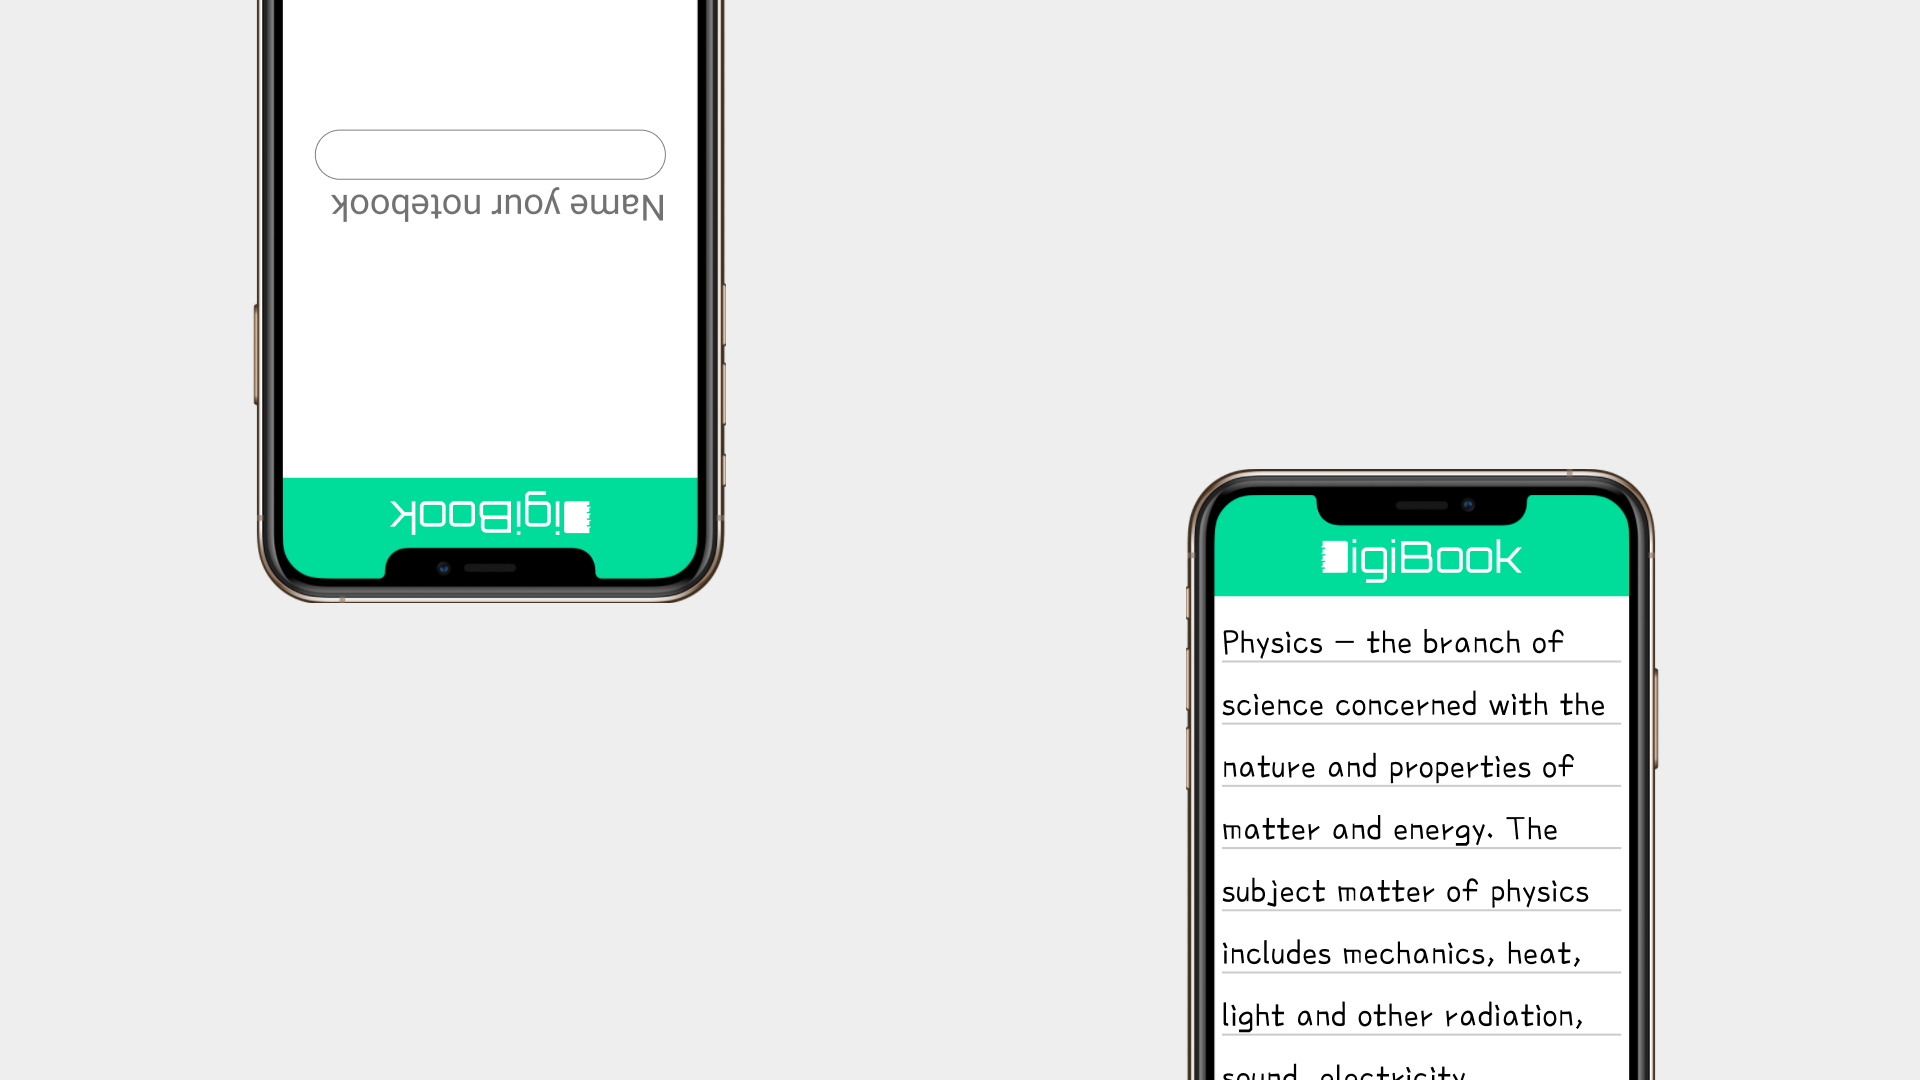 Name your notebook
DigiBook
DigiBook
Physics – the branch of
science concerned with the
nature and properties of
matter and energy. The
subject matter of physics
includes mechanics, heat,
light and other radiation,
sound, electricity,